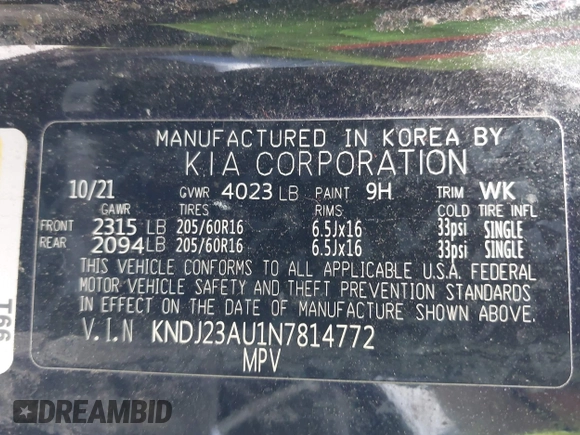 MANUFACTURED IN KOREA BY
KIA CORPORATION
10/21 GVWR 4023 LB PAINT 9H TRIM WK
GAWR TIRES RIMS COLD TIRE INFL
FRONT 2315 LB 205/60R16 6.5Jx16 33psi SINGLE
REAR 2094 LB 205/60R16 6.5Jx16 33psi SINGLE
THIS VEHICLE CONFORMS TO ALL APPLICABLE U.S.A. FEDERAL
MOTOR VEHICLE SAFETY AND THEFT PREVENTION STANDARDS
IN EFFECT ON THE DATE OF MANUFACTURE SHOWN ABOVE.
V.I.N KNDJ23AU1N7814772
MPV
DREAMBID